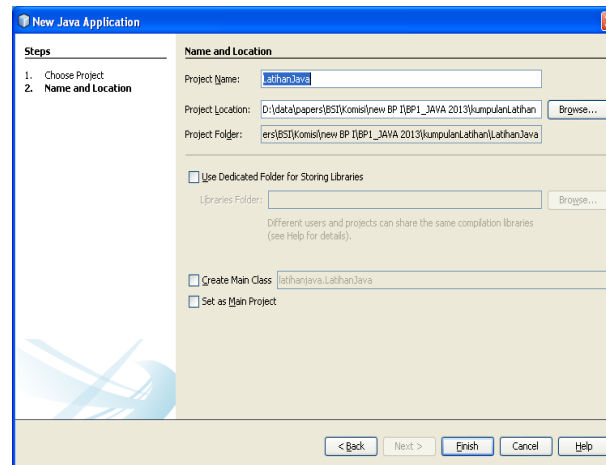 New Java Application
Steps
1. Choose Project
2. Name and Location
Name and Location
Project Name: LatihanJava
Project Location: D:\data\papers\BSI\Komisi\new BP I\BP1_JAVA 2013\kumpulanLatihan Browse...
Project Folder: ers\BSI\Komisi\new BP I\BP1_JAVA 2013\kumpulanLatihan\LatihanJava
Use Dedicated Folder for Storing Libraries
Libraries Folder: Browse...
Different users and projects can share the same compilation libraries
(see Help for details).
Create Main Class latihanjava.LatihanJava
Set as Main Project
< Back Next > Finish Cancel Help